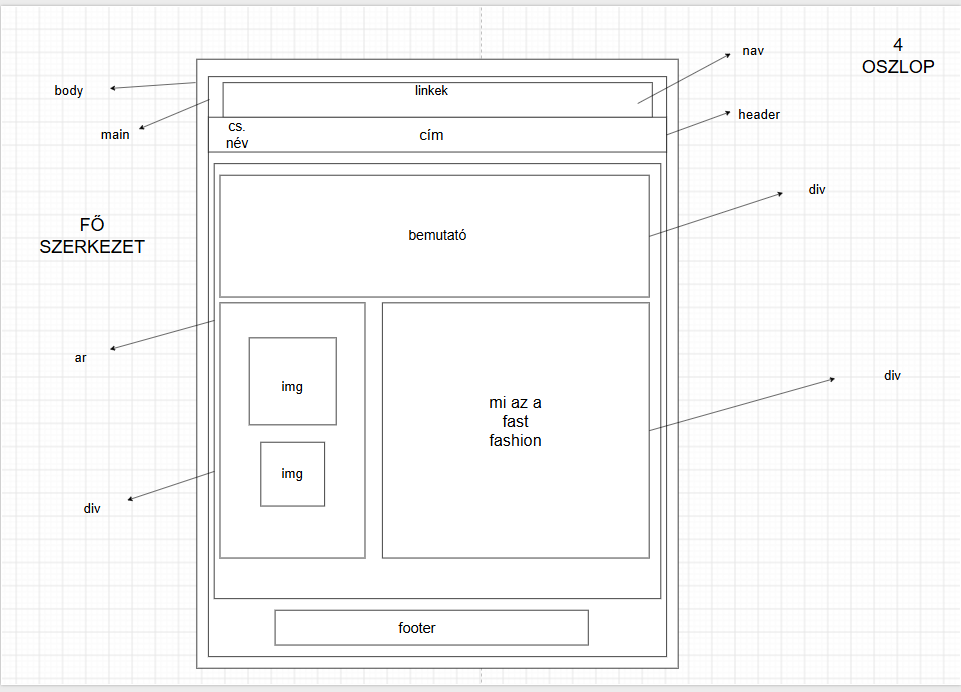 4
OSZLOP
nav
body
linkek
main
header
cs.
név
cím
div
FŐ
SZERKEZET
bemutató
ar
img
div
mi az a
fast
fashion
img
div
footer